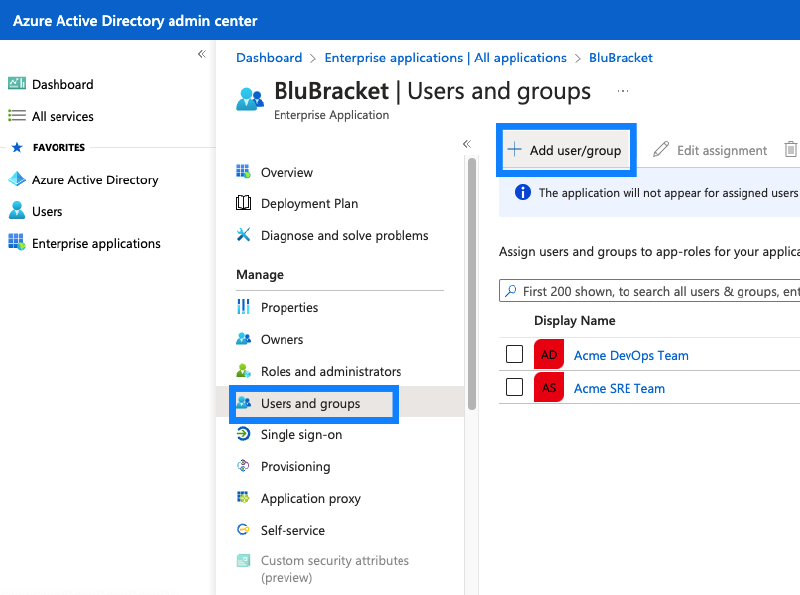 Azure Active Directory admin center
«
Dashboard
All services
FAVORITES
Azure Active Directory
Users
Enterprise applications
Dashboard > Enterprise applications | All applications > BluBracket
BluBracket | Users and groups ...
Enterprise Application
«
Overview
Deployment Plan
Diagnose and solve problems
Manage
Properties
Owners
Roles and administrators
Users and groups
Single sign-on
Provisioning
Application proxy
Self-service
Custom security attributes
(preview)
Add user/group
Edit assignment
The application will not appear for assigned users
Assign users and groups to app-roles for your applica
First 200 shown, to search all users & groups, ent
Display Name
AD Acme DevOps Team
AS Acme SRE Team